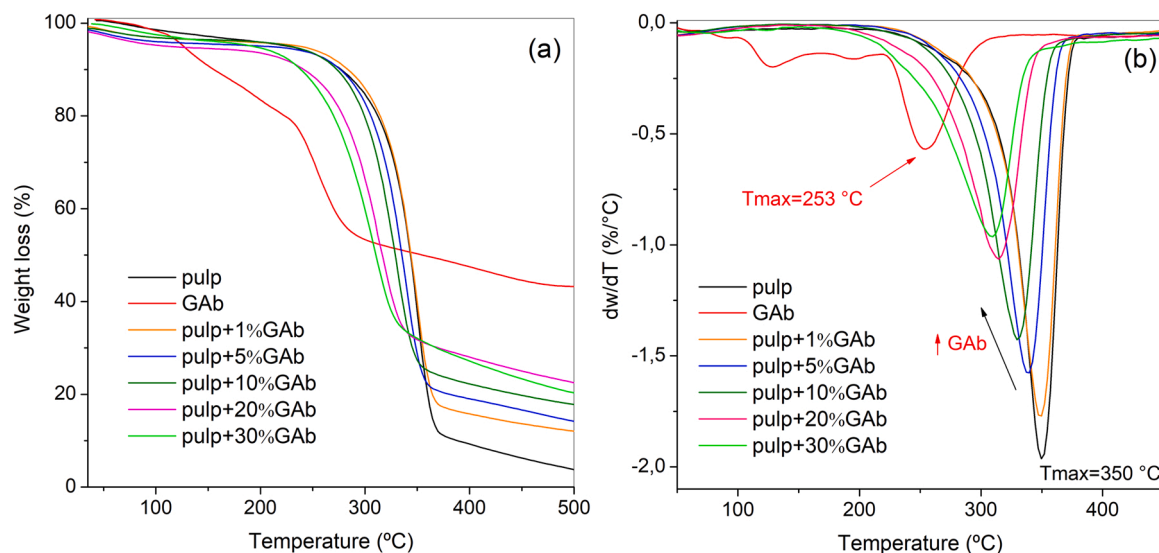 (a)
Weight loss (%)
100
80
60
40
20
0
pulp
GAb
pulp+1%GAb
pulp+5%GAb
pulp+10%GAb
pulp+20%GAb
pulp+30%GAb
100
200
300
400
500
Temperature (ºC)
(b)
dw/dT (%/°C)
0,0
-0,5
-1,0
-1,5
-2,0
Tmax=253 °C
pulp
GAb
pulp+1%GAb
pulp+5%GAb
pulp+10%GAb
pulp+20%GAb
pulp+30%GAb
GAb
Tmax=350 °C
100
200
300
400
Temperature (ºC)